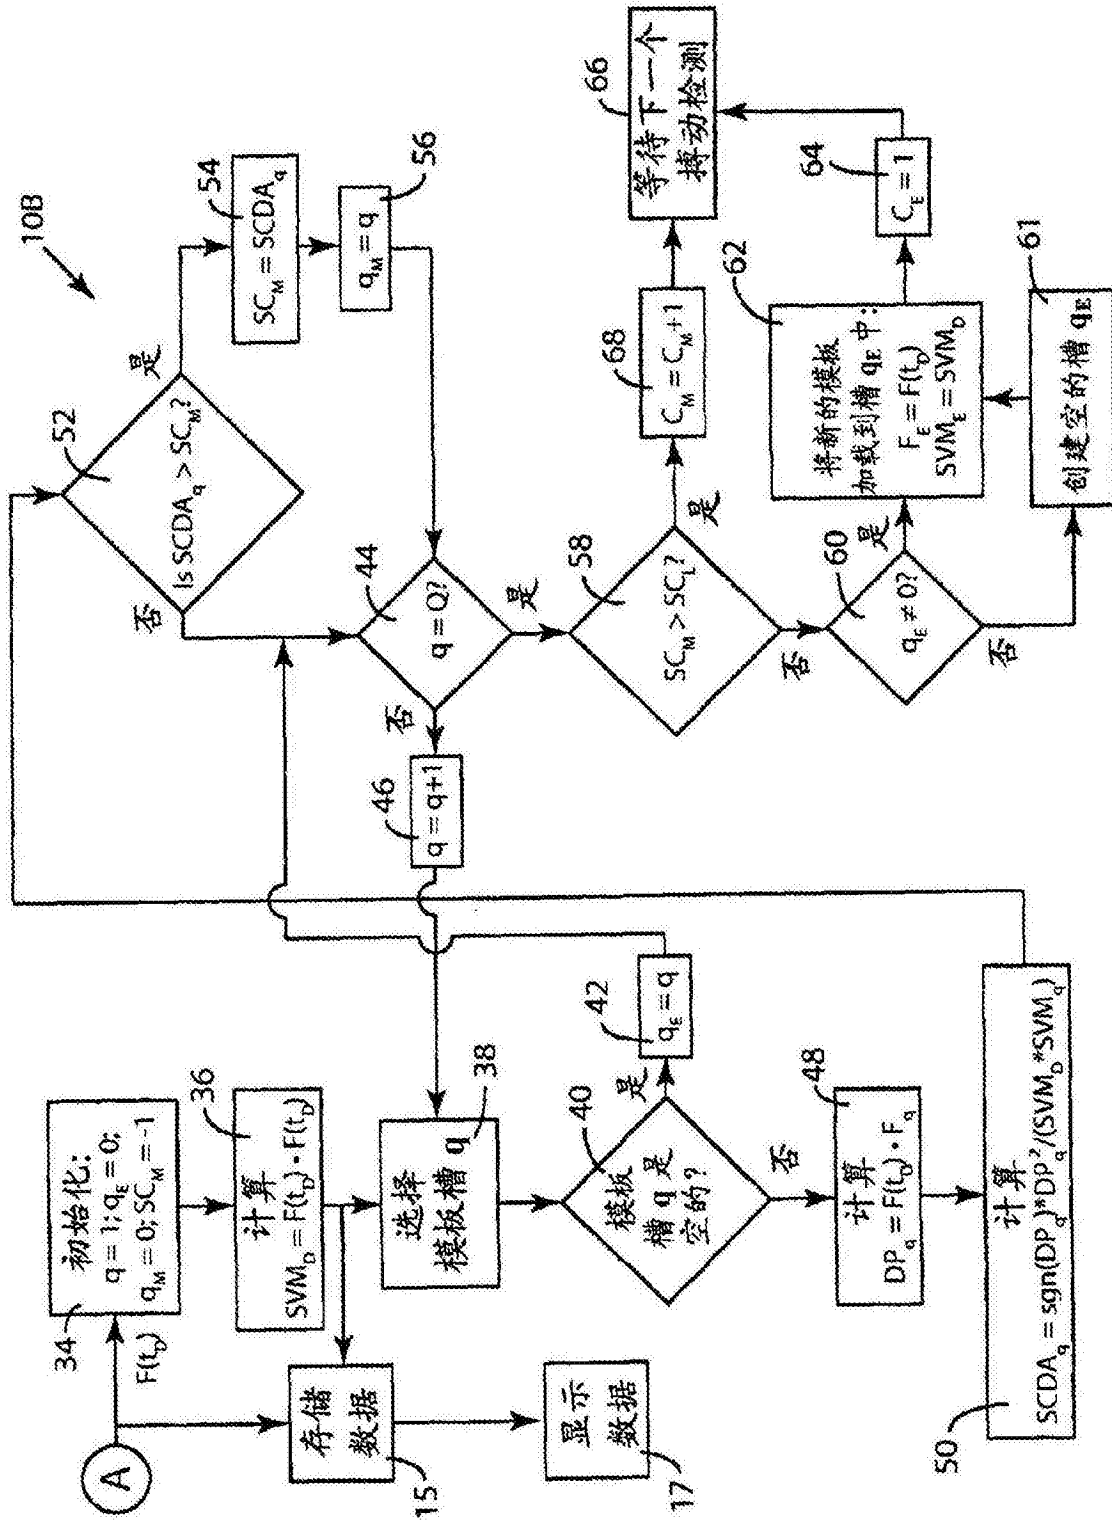 10B
A
F(t_D)
34
初始化:
q = 1; q_E = 0;
q_M = 0; SC_M = -1
36
计算
SVM_D = F(t_D) • F(t_D)
存储
数据
15
显示
数据
17
选择
模板槽 q
38
40
模板
槽 q 是
空的?
是
否
42
q_E = q
48
计算
DP_q = F(t_D) • F_q
50
计算
SCDA_q = sgn(DP_q)*DP_q²/(SVM_D*SVM_q)
52
Is SCDA_q > SC_M?
是
否
54
SC_M = SCDA_q
56
q_M = q
44
q = Q?
否
是
46
q = q+1
58
SC_M > SC_L?
是
否
68
C_M = C_M+1
66
等待下一个
搏动检测
60
q_E ≠ 0?
是
否
62
将新的模板
加载到槽 q_E 中:
F_E = F(t_D)
SVM_E = SVM_D
64
C_E = 1
61
创建空的槽 q_E